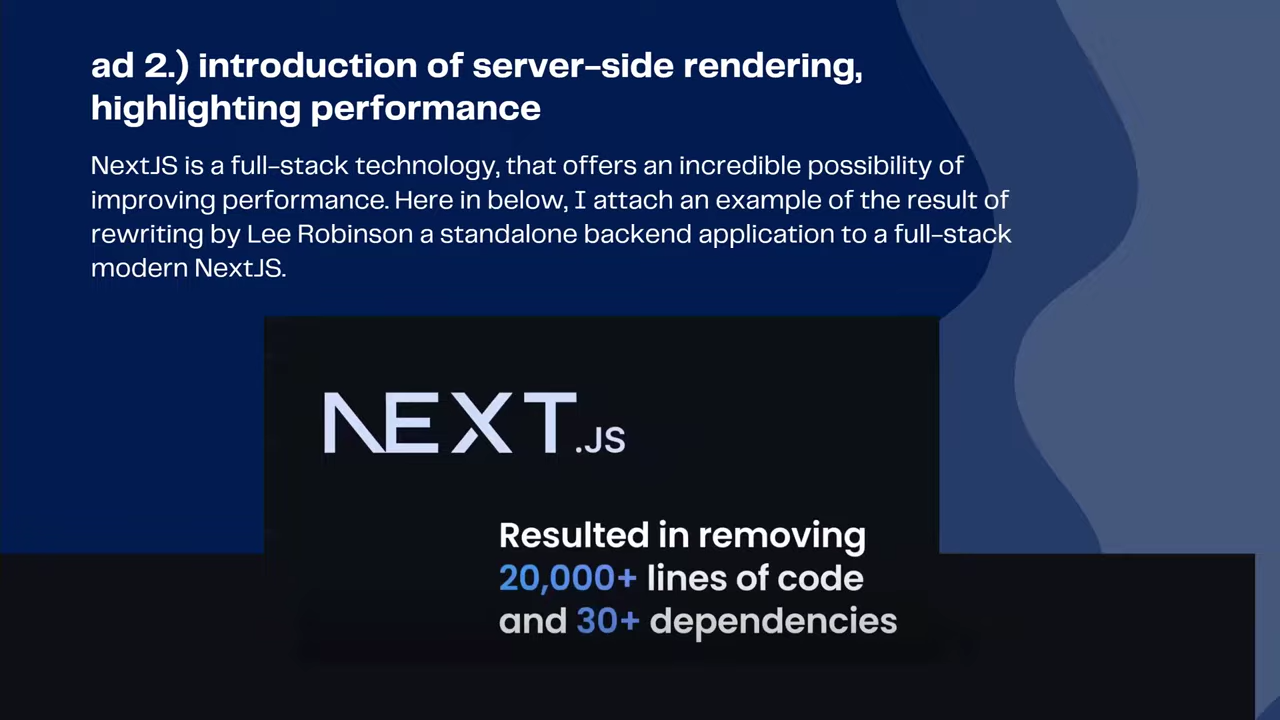 ad 2.) introduction of server-side rendering,
highlighting performance
NextJS is a full-stack technology, that offers an incredible possibility of
improving performance. Here in below, I attach an example of the result of
rewriting by Lee Robinson a standalone backend application to a full-stack
modern NextJS.
NEXT.JS
Resulted in removing
20,000+ lines of code
and 30+ dependencies